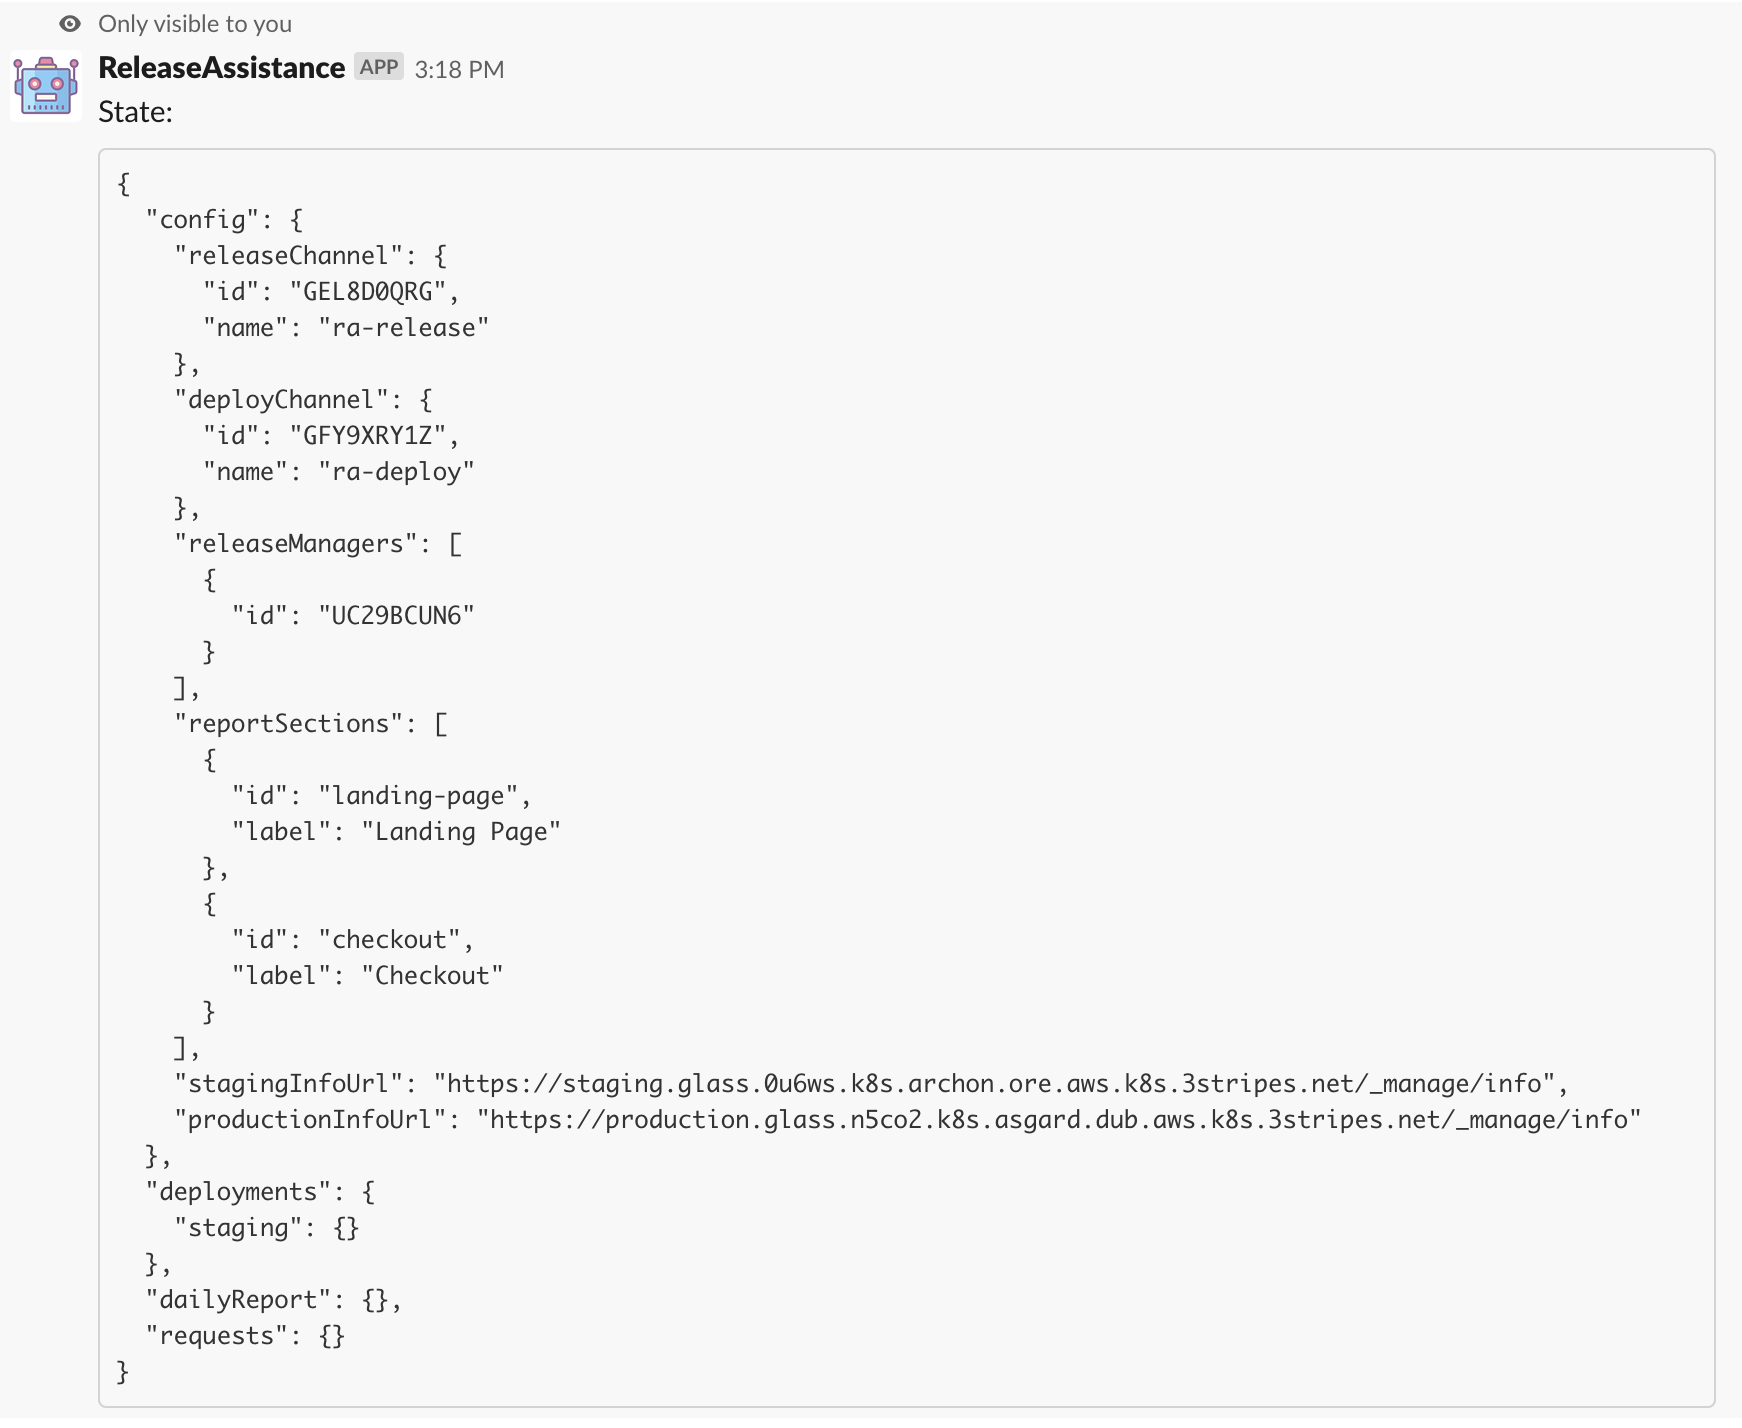 Only visible to you
ReleaseAssistance APP 3:18 PM
State:
{
  "config": {
    "releaseChannel": {
      "id": "GEL8D0QRG",
      "name": "ra-release"
    },
    "deployChannel": {
      "id": "GFY9XRY1Z",
      "name": "ra-deploy"
    },
    "releaseManagers": [
      {
        "id": "UC29BCUN6"
      }
    ],
    "reportSections": [
      {
        "id": "landing-page",
        "label": "Landing Page"
      },
      {
        "id": "checkout",
        "label": "Checkout"
      }
    ],
    "stagingInfoUrl": "https://staging.glass.0u6ws.k8s.archon.ore.aws.k8s.3stripes.net/_manage/info",
    "productionInfoUrl": "https://production.glass.n5co2.k8s.asgard.dub.aws.k8s.3stripes.net/_manage/info"
  },
  "deployments": {
    "staging": {}
  },
  "dailyReport": {},
  "requests": {}
}